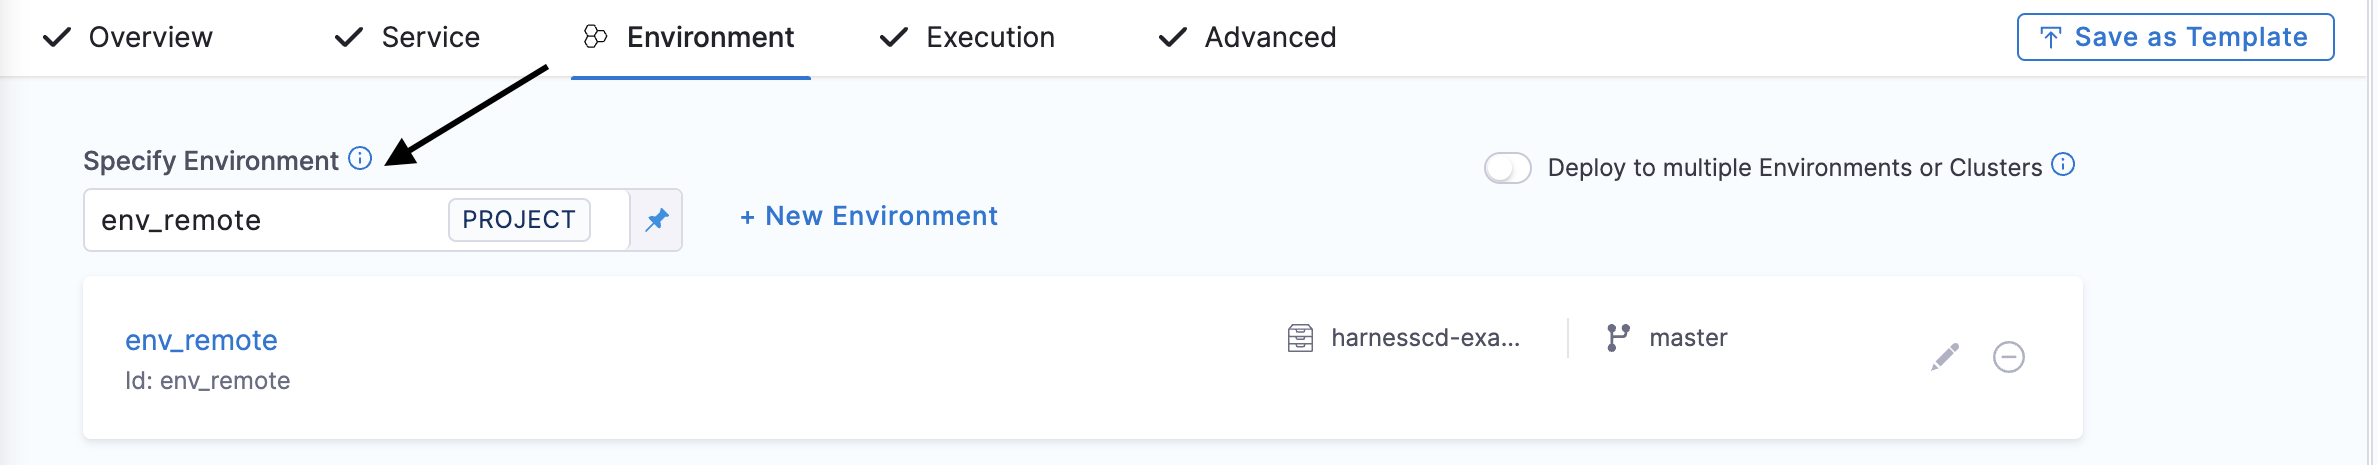 Overview Service Environment Execution Advanced Save as Template
Specify Environment
Deploy to multiple Environments or Clusters
env_remote PROJECT + New Environment
env_remote harnesscd-exa... master
Id: env_remote